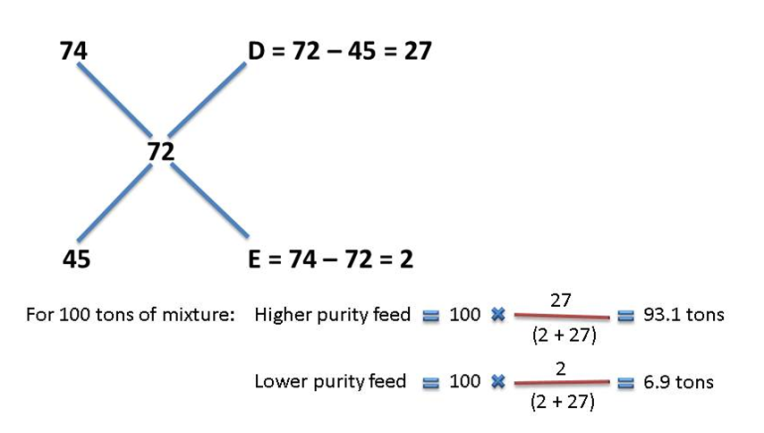 74 D = 72 – 45 = 27
72
45 E = 74 – 72 = 2
For 100 tons of mixture: Higher purity feed = 100 × 27 / (2 + 27) = 93.1 tons
Lower purity feed = 100 × 2 / (2 + 27) = 6.9 tons